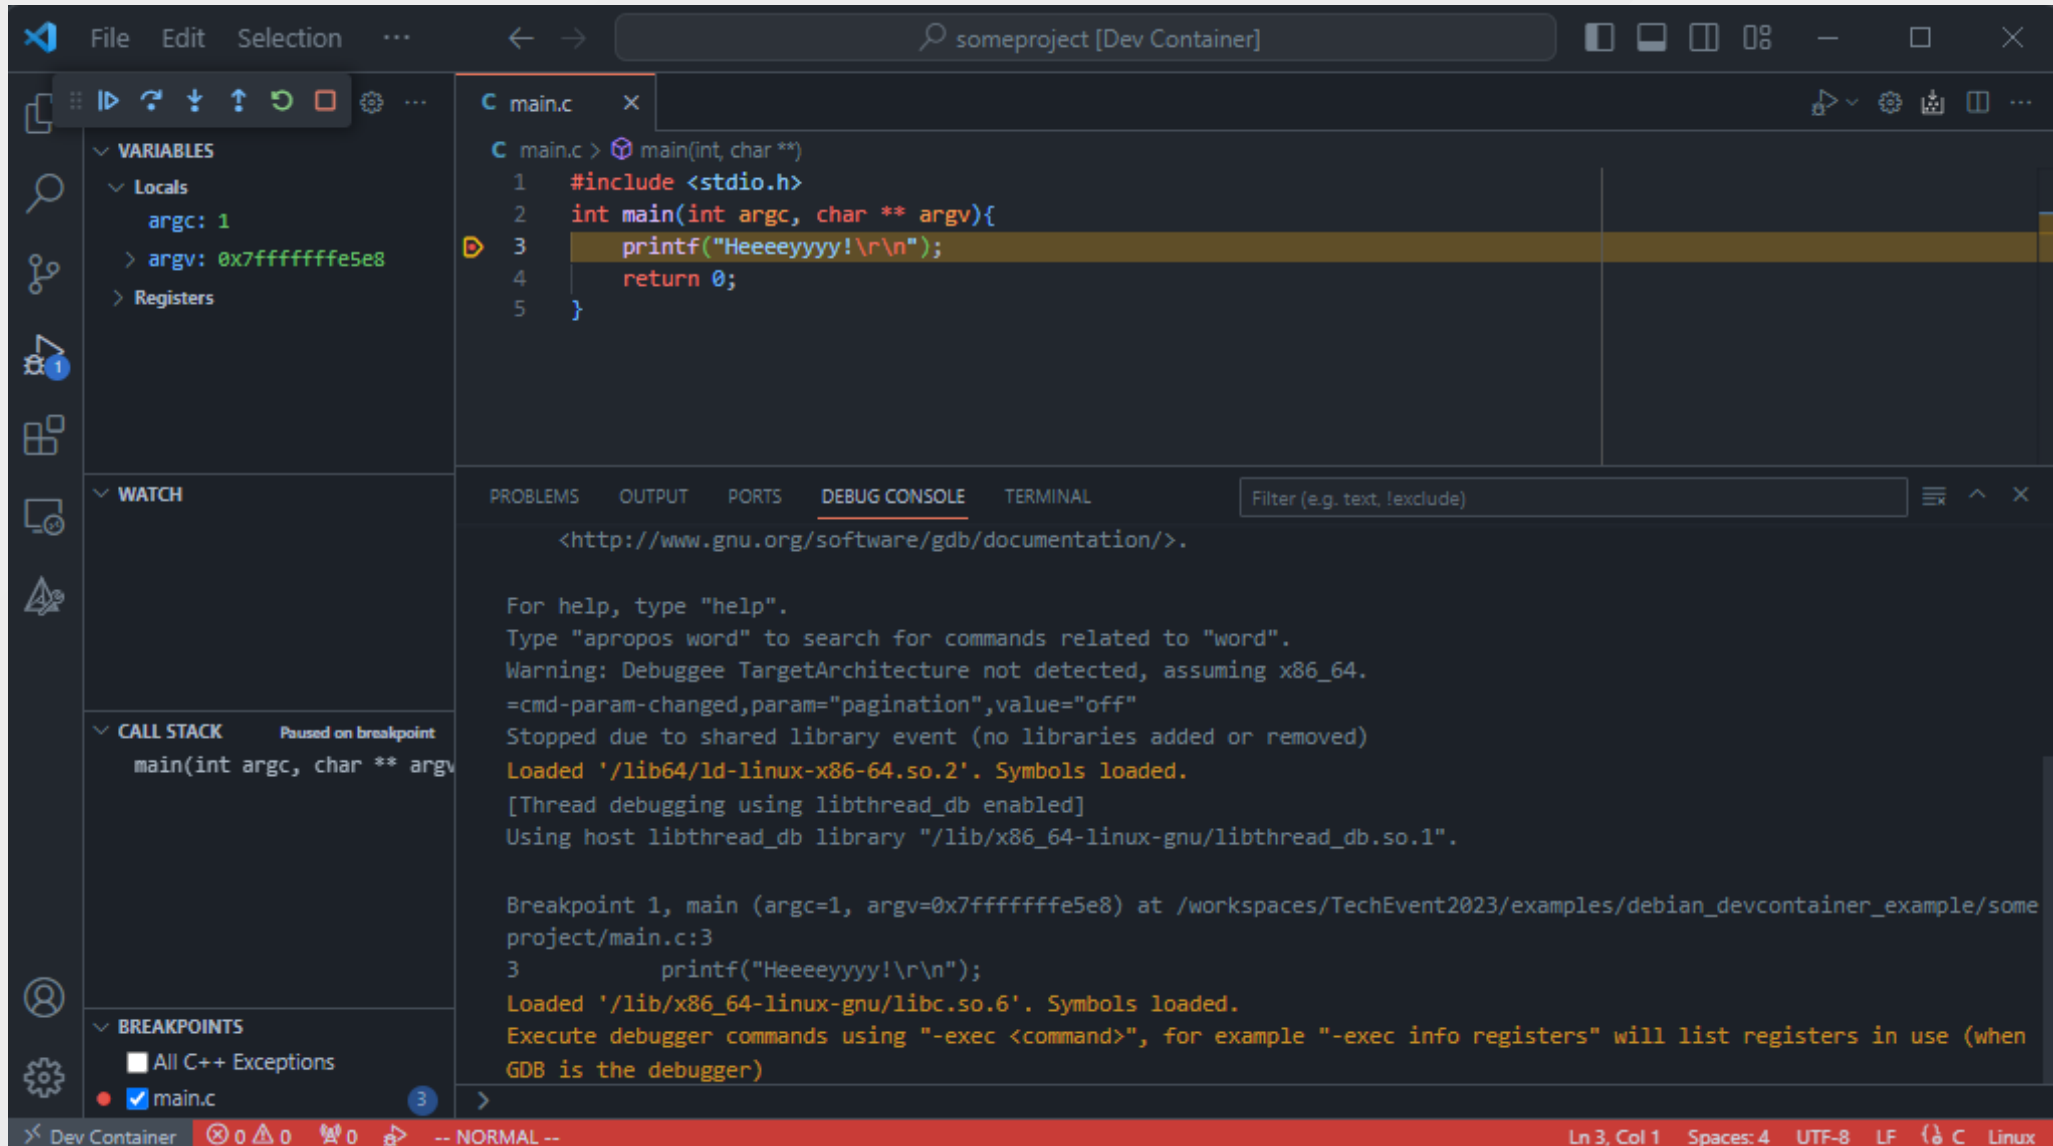 File Edit Selection ··· someproject [Dev Container]
C main.c
VARIABLES
Locals
argc: 1
argv: 0x7fffffffe5e8
Registers
C main.c > main(int, char **)
1 #include <stdio.h>
2 int main(int argc, char ** argv){
3 printf("Heeeeyyyy!\r\n");
4 return 0;
5 }
1
WATCH
CALL STACK Paused on breakpoint
main(int argc, char ** argv
BREAKPOINTS
All C++ Exceptions
main.c 3
PROBLEMS OUTPUT PORTS DEBUG CONSOLE TERMINAL Filter (e.g. text, !exclude)
<http://www.gnu.org/software/gdb/documentation/>.
For help, type "help".
Type "apropos word" to search for commands related to "word".
Warning: Debuggee TargetArchitecture not detected, assuming x86_64.
=cmd-param-changed,param="pagination",value="off"
Stopped due to shared library event (no libraries added or removed)
Loaded '/lib64/ld-linux-x86-64.so.2'. Symbols loaded.
[Thread debugging using libthread_db enabled]
Using host libthread_db library "/lib/x86_64-linux-gnu/libthread_db.so.1".
Breakpoint 1, main (argc=1, argv=0x7fffffffe5e8) at /workspaces/TechEvent2023/examples/debian_devcontainer_example/some
project/main.c:3
3 printf("Heeeeyyyy!\r\n");
Loaded '/lib/x86_64-linux-gnu/libc.so.6'. Symbols loaded.
Execute debugger commands using "-exec <command>", for example "-exec info registers" will list registers in use (when
GDB is the debugger)
>
Dev Container 0 0 0 -- NORMAL -- Ln 3, Col 1 Spaces: 4 UTF-8 LF C Linux